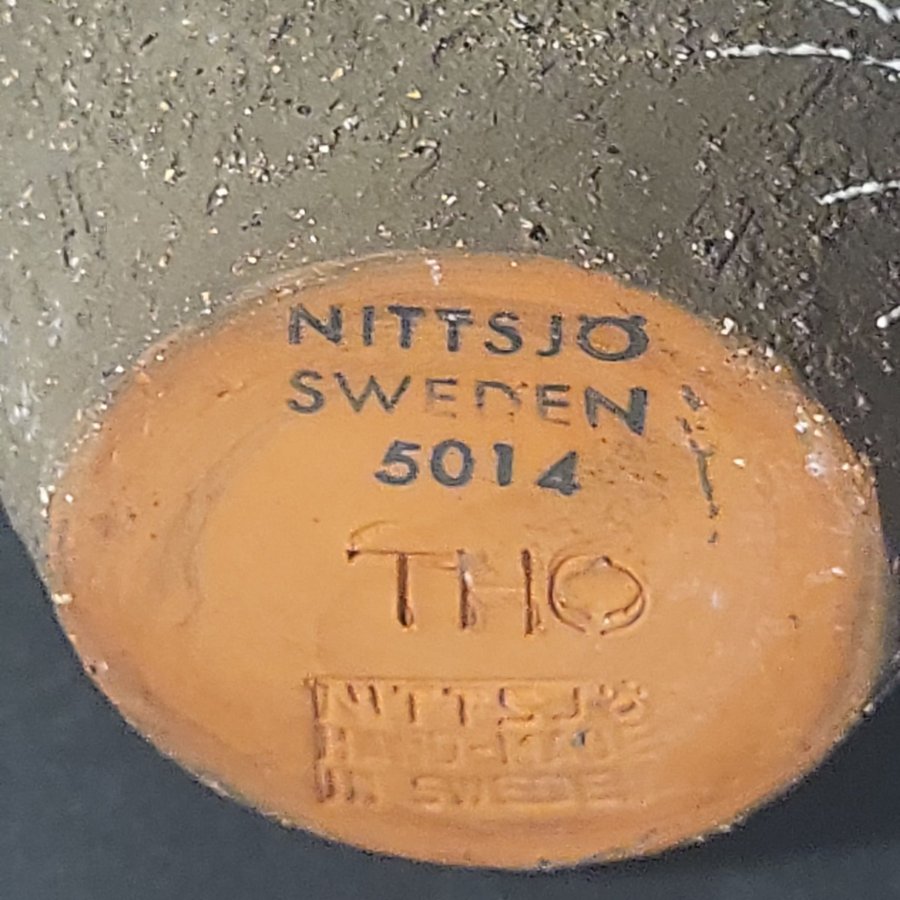 NITTSJÖ
SWEDEN
5014
THO
NITTSJÖ
HAND-MADE
IN SWEDEN